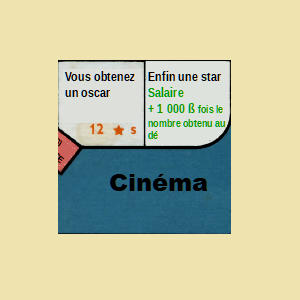 Vous obtenez
un oscar
12 ★ s
Enfin une star
Salaire
+ 1 000 ß fois le
nombre obtenu au
dé
Cinéma